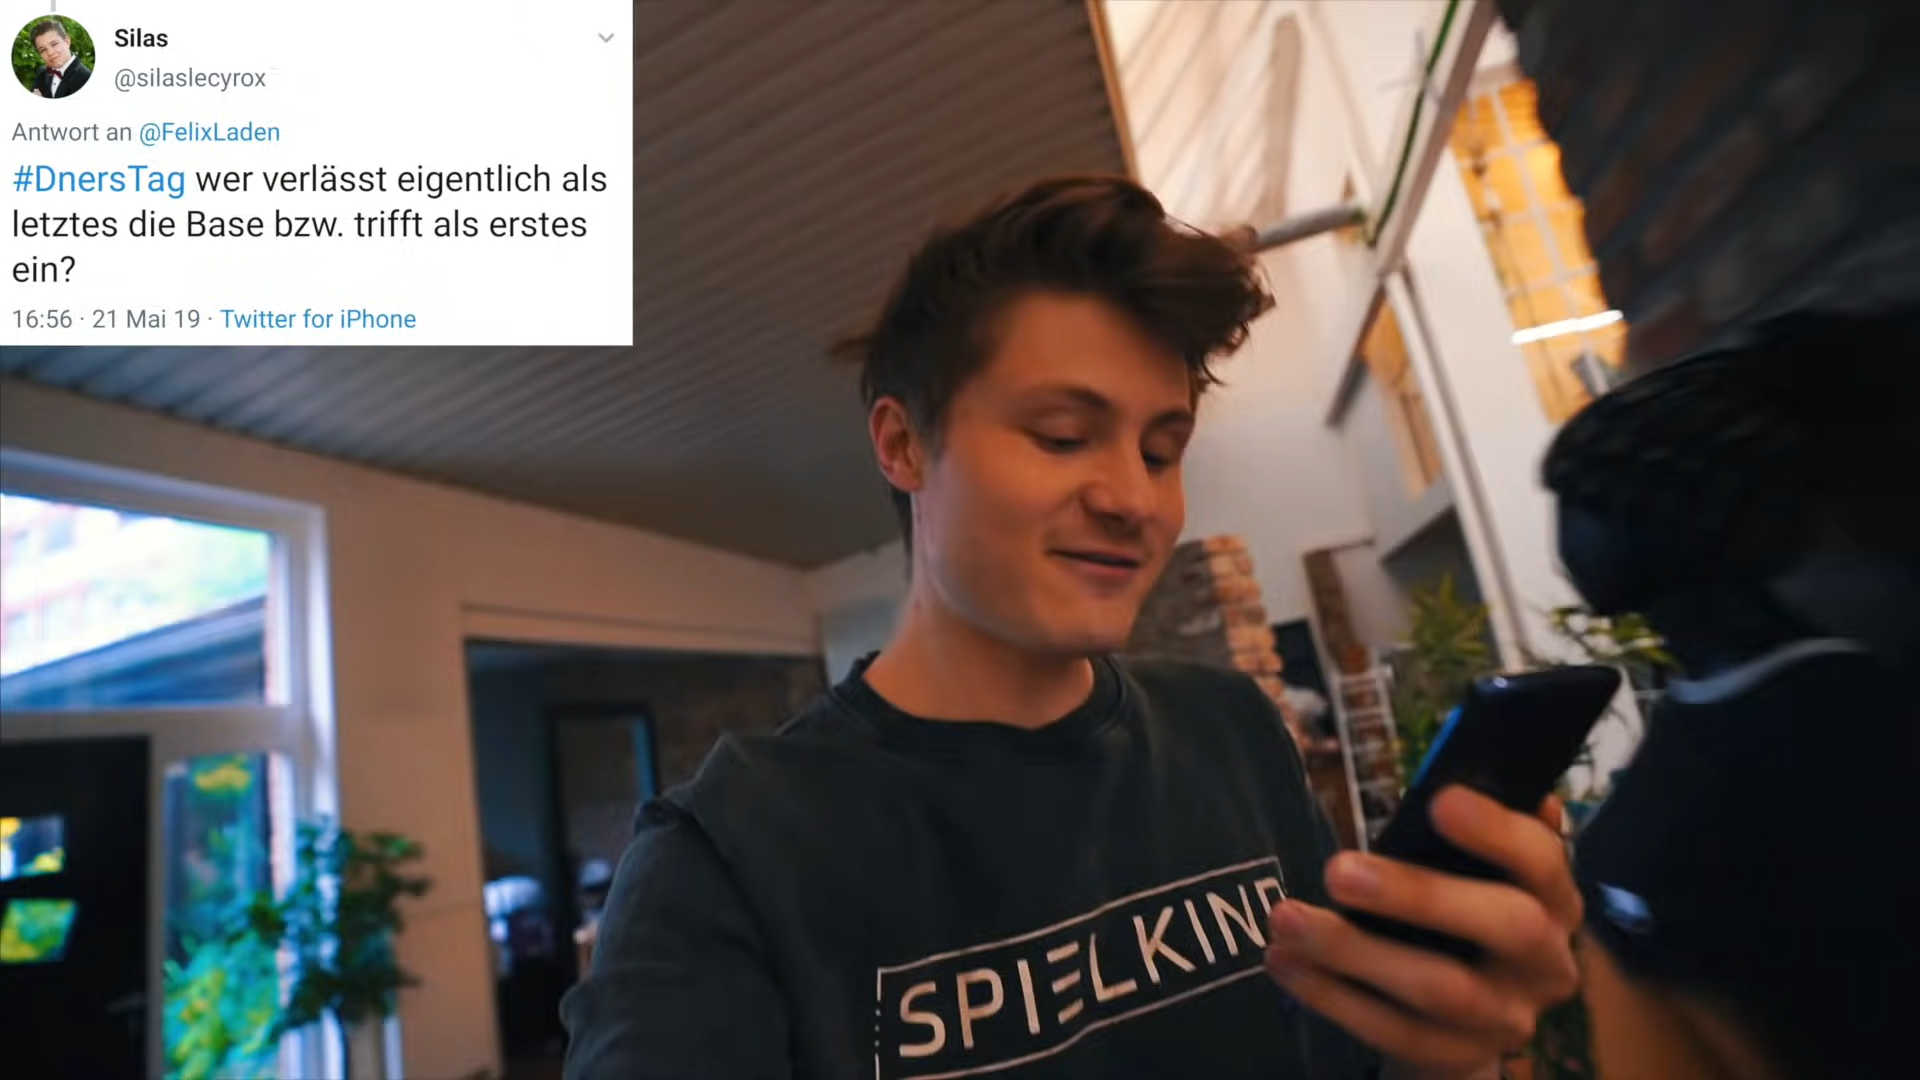 Silas
@silaslecyrox
Antwort an @FelixLaden
#DnersTag wer verlässt eigentlich als
letztes die Base bzw. trifft als erstes
ein?
16:56 · 21 Mai 19 · Twitter for iPhone
SPIELKIND